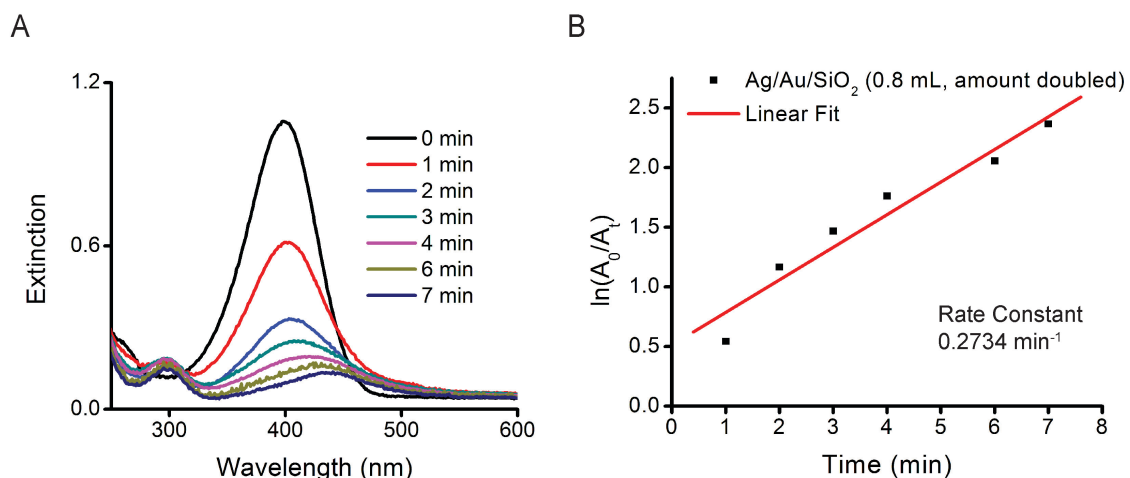 A
1.2
0.6
0.0
Extinction
300
400
500
600
Wavelength (nm)
0 min
1 min
2 min
3 min
4 min
6 min
7 min
B
Ag/Au/SiO₂ (0.8 mL, amount doubled)
Linear Fit
2.5
2.0
1.5
1.0
0.5
0.0
ln(A₀/Aₜ)
Rate Constant
0.2734 min⁻¹
0
1
2
3
4
5
6
7
8
Time (min)